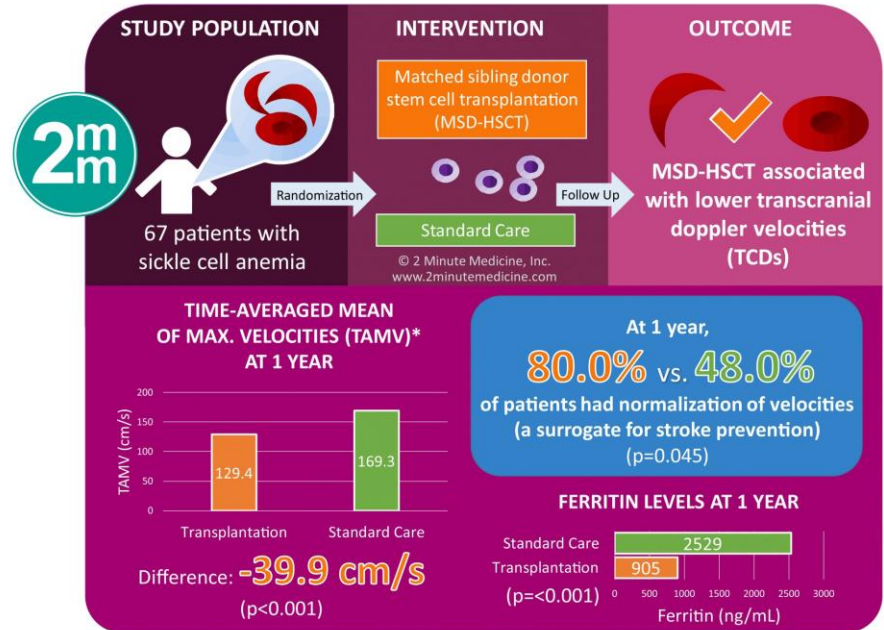 STUDY POPULATION
67 patients with
sickle cell anemia
Randomization
INTERVENTION
Matched sibling donor
stem cell transplantation
(MSD-HSCT)
Standard Care
© 2 Minute Medicine, Inc.
www.2minutemedicine.com
Follow Up
OUTCOME
MSD-HSCT associated
with lower transcranial
doppler velocities
(TCDs)
2mm
TIME-AVERAGED MEAN
OF MAX. VELOCITIES (TAMV)*
AT 1 YEAR
TAMV (cm/s)
200
150
100
50
0
129.4
169.3
Transplantation
Standard Care
Difference: -39.9 cm/s
(p<0.001)
At 1 year,
80.0% vs. 48.0%
of patients had normalization of velocities
(a surrogate for stroke prevention)
(p=0.045)
FERRITIN LEVELS AT 1 YEAR
Standard Care 2529
Transplantation 905
(p=<0.001)
0 500 1000 1500 2000 2500 3000
Ferritin (ng/mL)